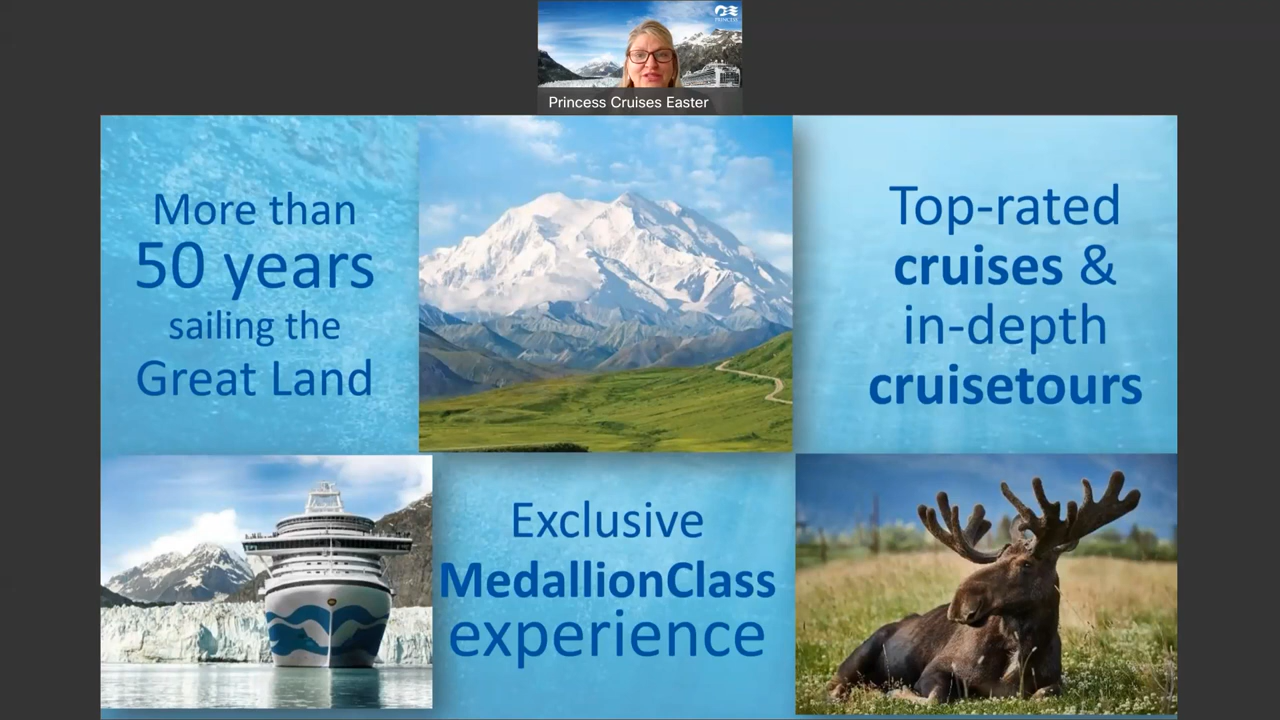 PRINCESS
Princess Cruises Easter
More than
50 years
sailing the
Great Land
Top-rated
cruises &
in-depth
cruisetours
Exclusive
MedallionClass
experience